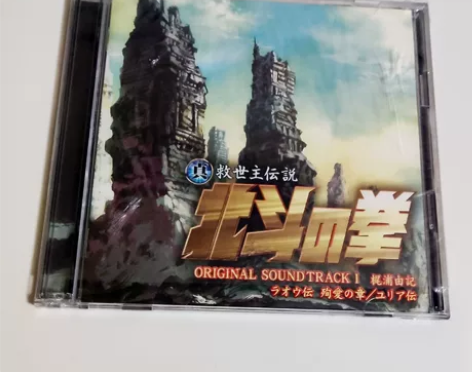 真 救世主伝説
北斗の拳
ORIGINAL SOUNDTRACK I 梶浦由記
ラオウ伝 殉愛の章/ユリア伝